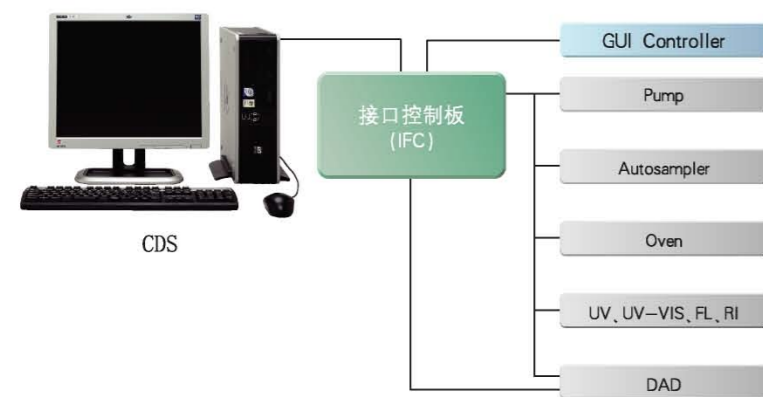 GUI Controller
接口控制板
(IFC)
Pump
Autosampler
Oven
UV、UV-VIS、FL、RI
DAD
CDS